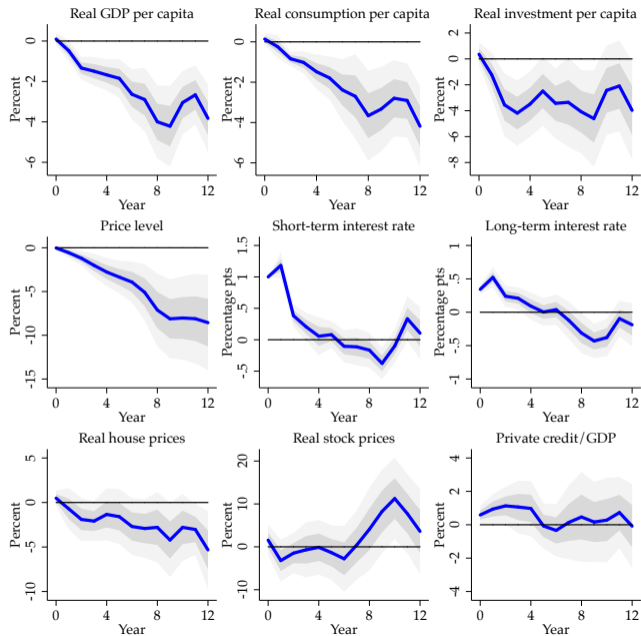 Real GDP per capita
Percent
0
-2
-4
-6
0 4 8 12
Year
Real consumption per capita
Percent
0
-2
-4
-6
0 4 8 12
Year
Real investment per capita
Percent
2
0
-2
-4
-6
-8
0 4 8 12
Year
Price level
Percent
0
-5
-10
-15
0 4 8 12
Year
Short-term interest rate
Percentage pts
1.5
1
.5
0
-.5
0 4 8 12
Year
Long-term interest rate
Percentage pts
1
.5
0
-.5
-1
0 4 8 12
Year
Real house prices
Percent
5
0
-5
-10
0 4 8 12
Year
Real stock prices
Percent
20
10
0
-10
0 4 8 12
Year
Private credit/GDP
Percent
4
2
0
-2
-4
0 4 8 12
Year